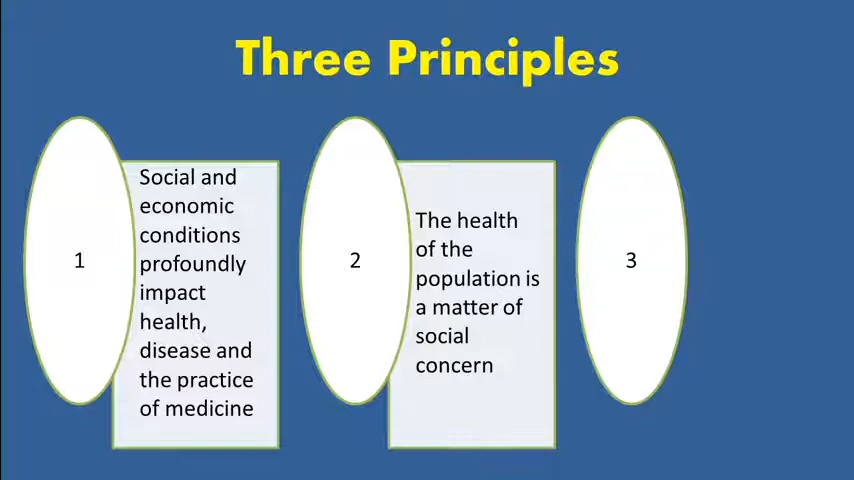 Three Principles
1
Social and
economic
conditions
profoundly
impact
health,
disease and
the practice
of medicine
2
The health
of the
population is
a matter of
social
concern
3